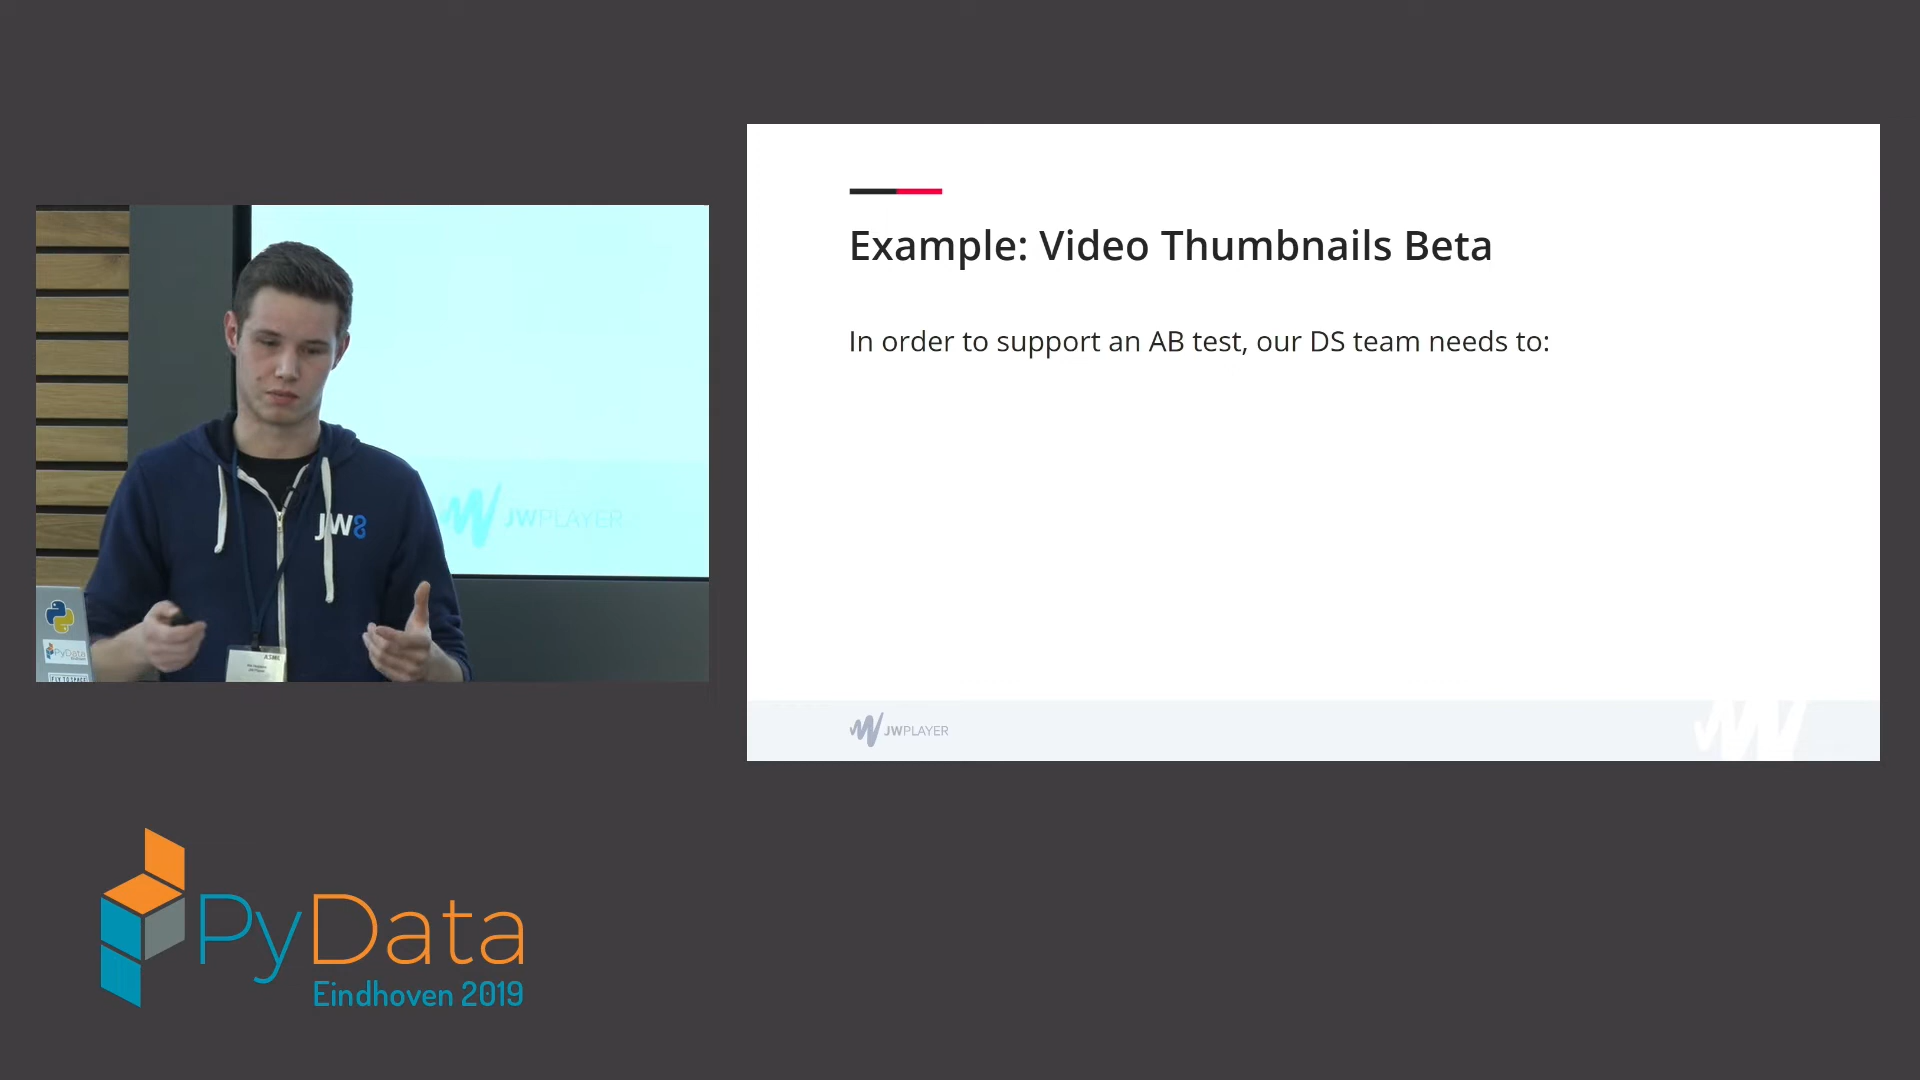 Example: Video Thumbnails Beta
In order to support an AB test, our DS team needs to:
JWPLAYER
JWPLAYER
JW8
PyData
PyData
Eindhoven 2019